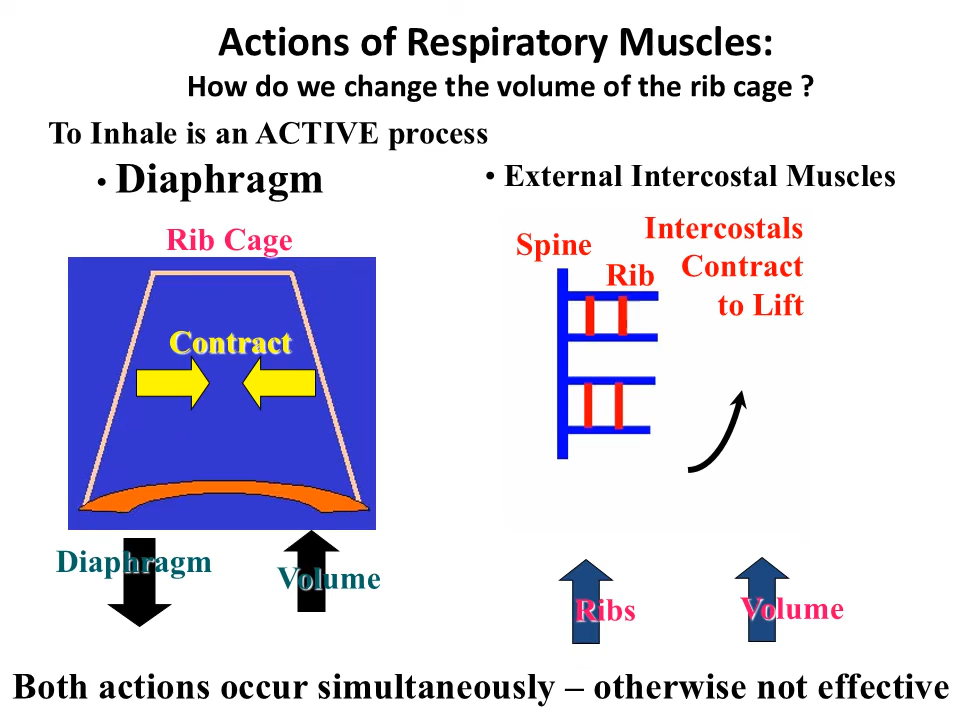 Actions of Respiratory Muscles:
How do we change the volume of the rib cage ?
To Inhale is an ACTIVE process
• Diaphragm
• External Intercostal Muscles
Rib Cage
Contract
Diaphragm
Volume
Spine
Rib
Intercostals
Contract
to Lift
Ribs
Volume
Both actions occur simultaneously – otherwise not effective